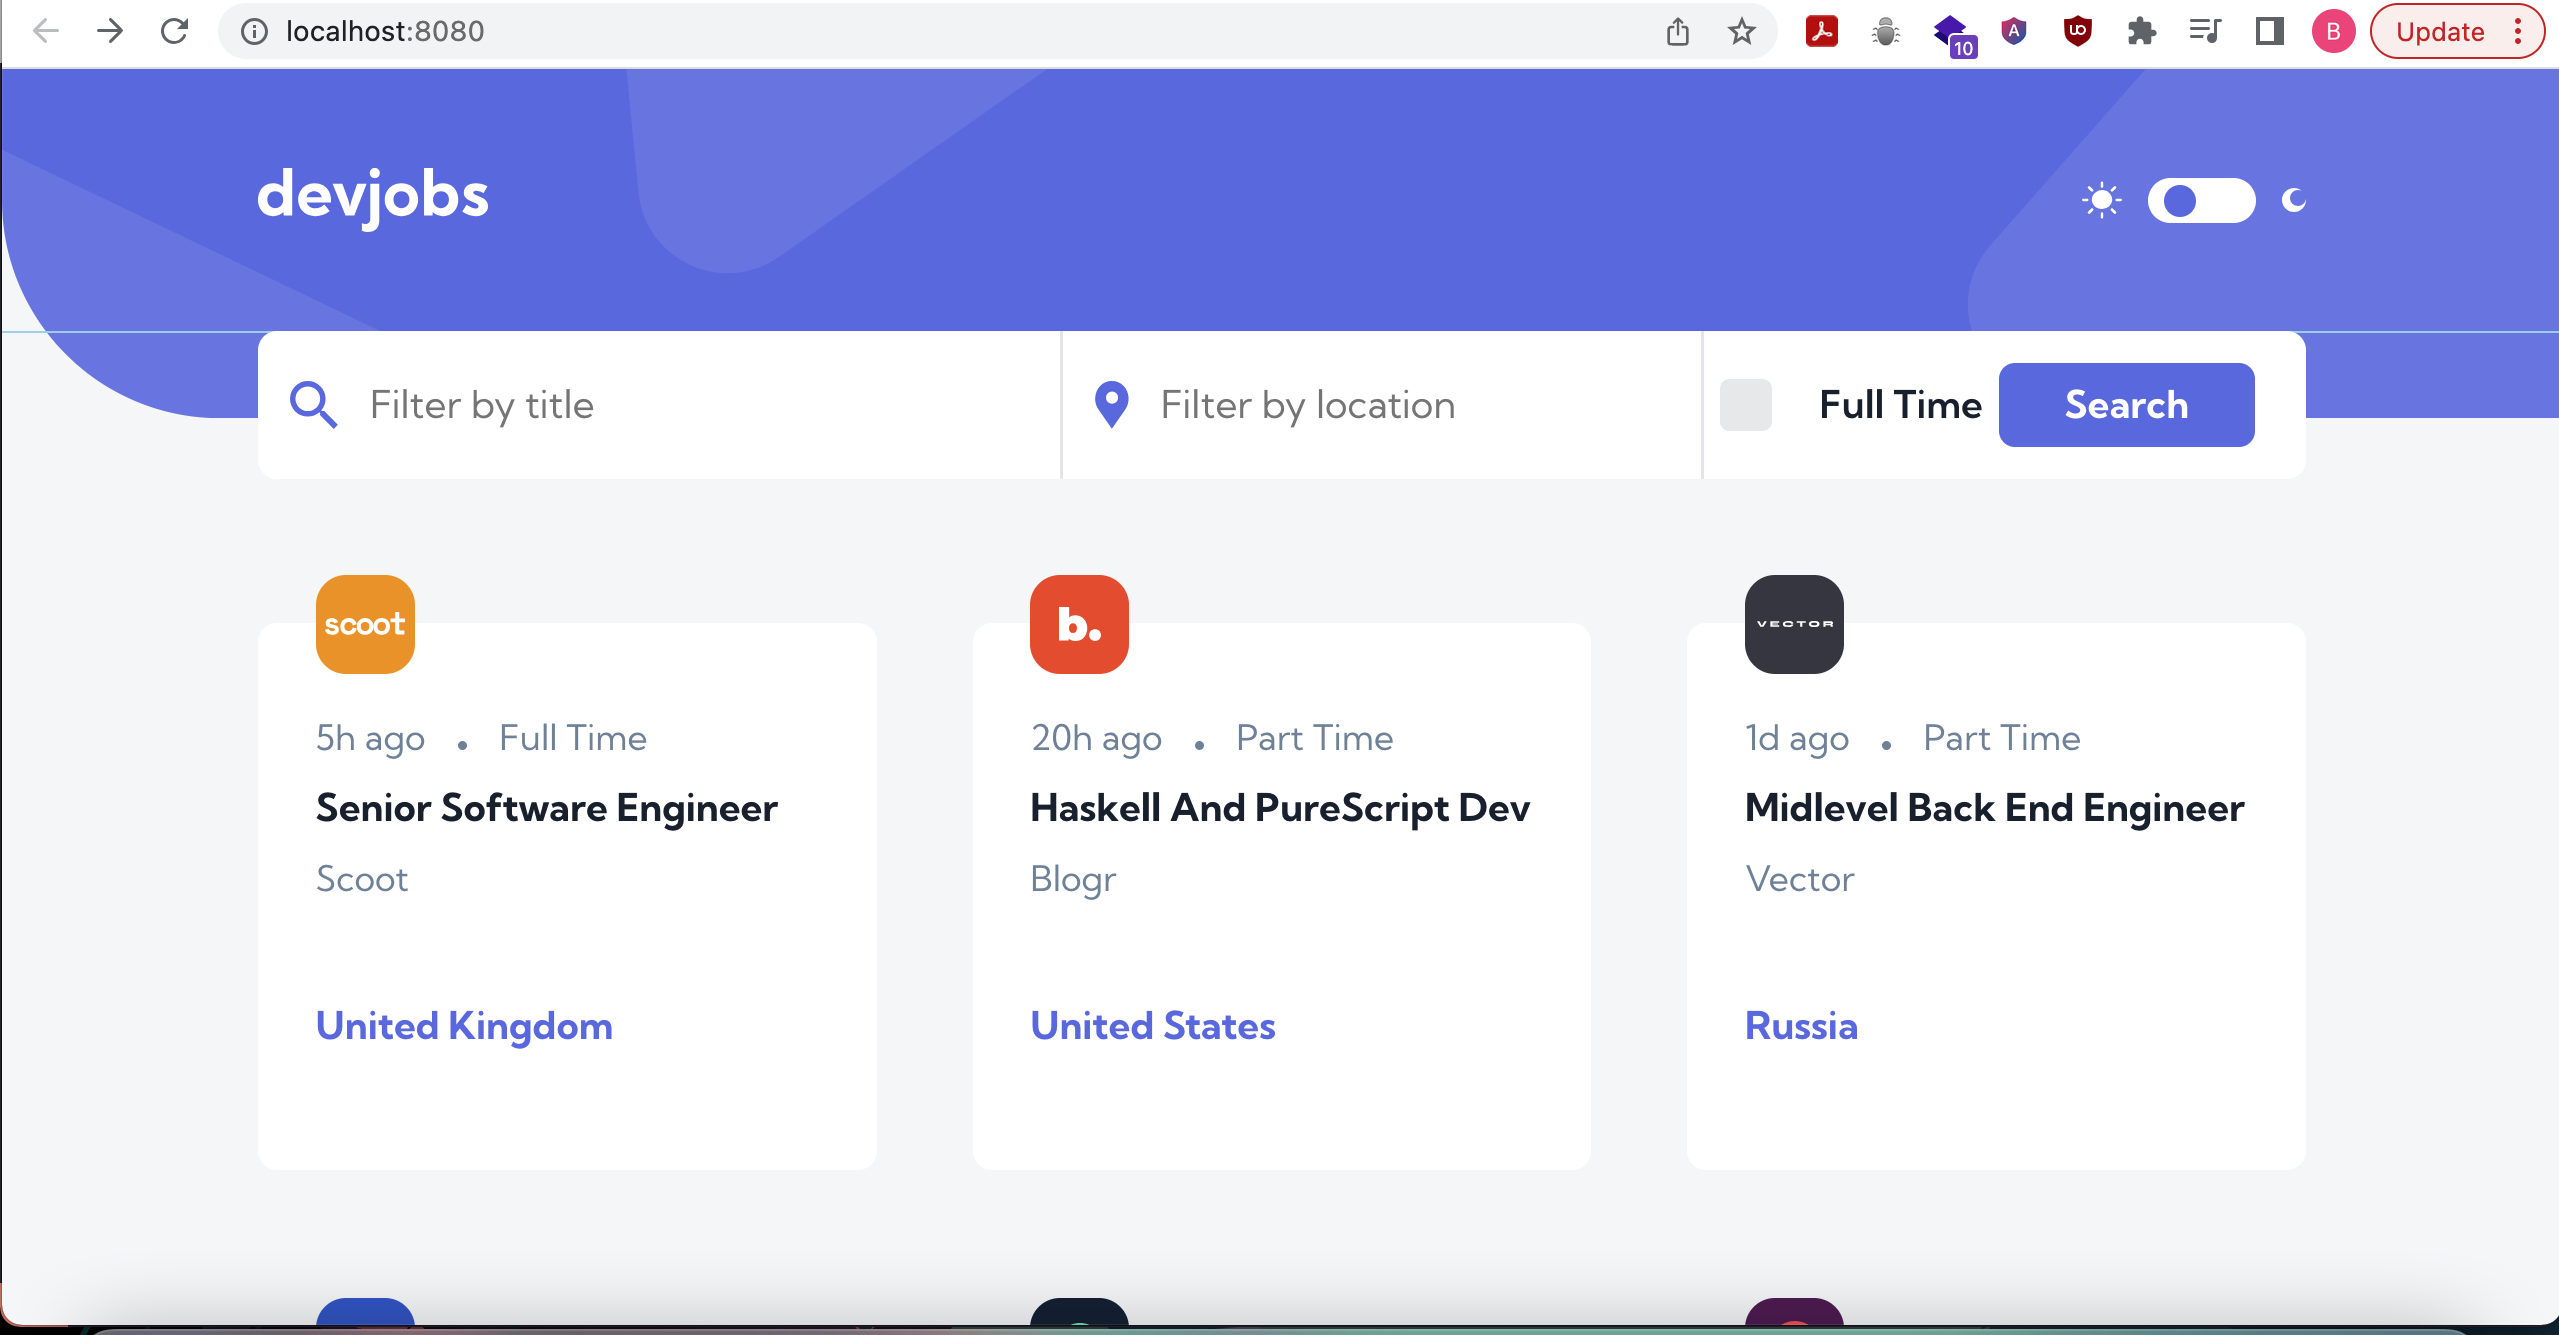 localhost:8080
10
A
UO
B
Update
devjobs
Filter by title
Filter by location
Full Time
Search
scoot
b.
VECTOR
5h ago . Full Time
20h ago . Part Time
1d ago . Part Time
Senior Software Engineer
Haskell And PureScript Dev
Midlevel Back End Engineer
Scoot
Blogr
Vector
United Kingdom
United States
Russia